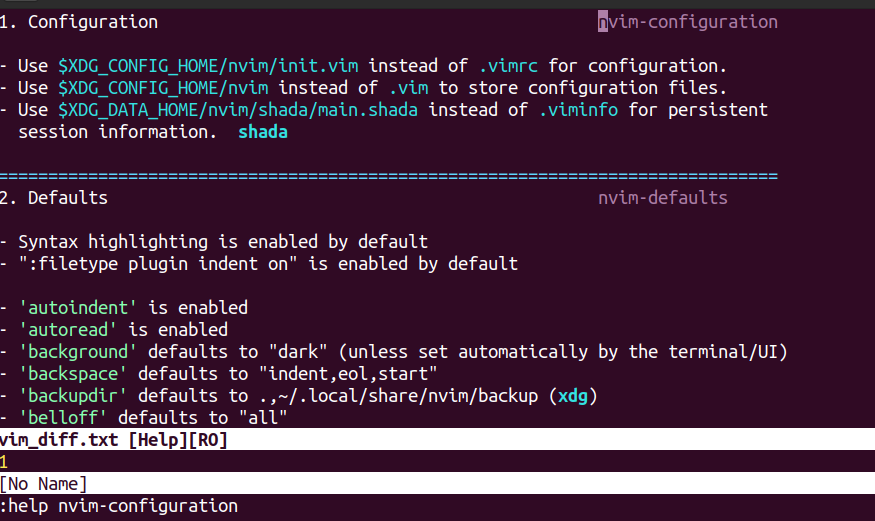 1. Configuration nvim-configuration
- Use $XDG_CONFIG_HOME/nvim/init.vim instead of .vimrc for configuration.
- Use $XDG_CONFIG_HOME/nvim instead of .vim to store configuration files.
- Use $XDG_DATA_HOME/nvim/shada/main.shada instead of .viminfo for persistent
session information. shada
==============================================================================
2. Defaults nvim-defaults
- Syntax highlighting is enabled by default
- ":filetype plugin indent on" is enabled by default
- 'autoindent' is enabled
- 'autoread' is enabled
- 'background' defaults to "dark" (unless set automatically by the terminal/UI)
- 'backspace' defaults to "indent,eol,start"
- 'backupdir' defaults to .,~/.local/share/nvim/backup (xdg)
- 'belloff' defaults to "all"
vim_diff.txt [Help][RO]
1
[No Name]
:help nvim-configuration